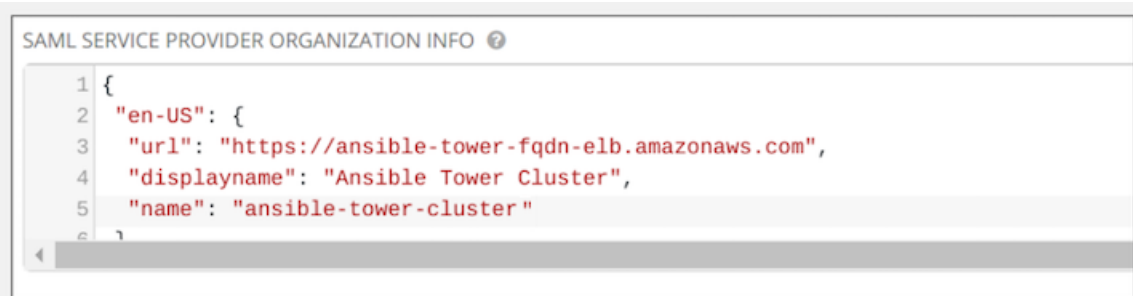 SAML SERVICE PROVIDER ORGANIZATION INFO ?
1 {
2 "en-US": {
3 "url": "https://ansible-tower-fqdn-elb.amazonaws.com",
4 "displayname": "Ansible Tower Cluster",
5 "name": "ansible-tower-cluster"
6 }